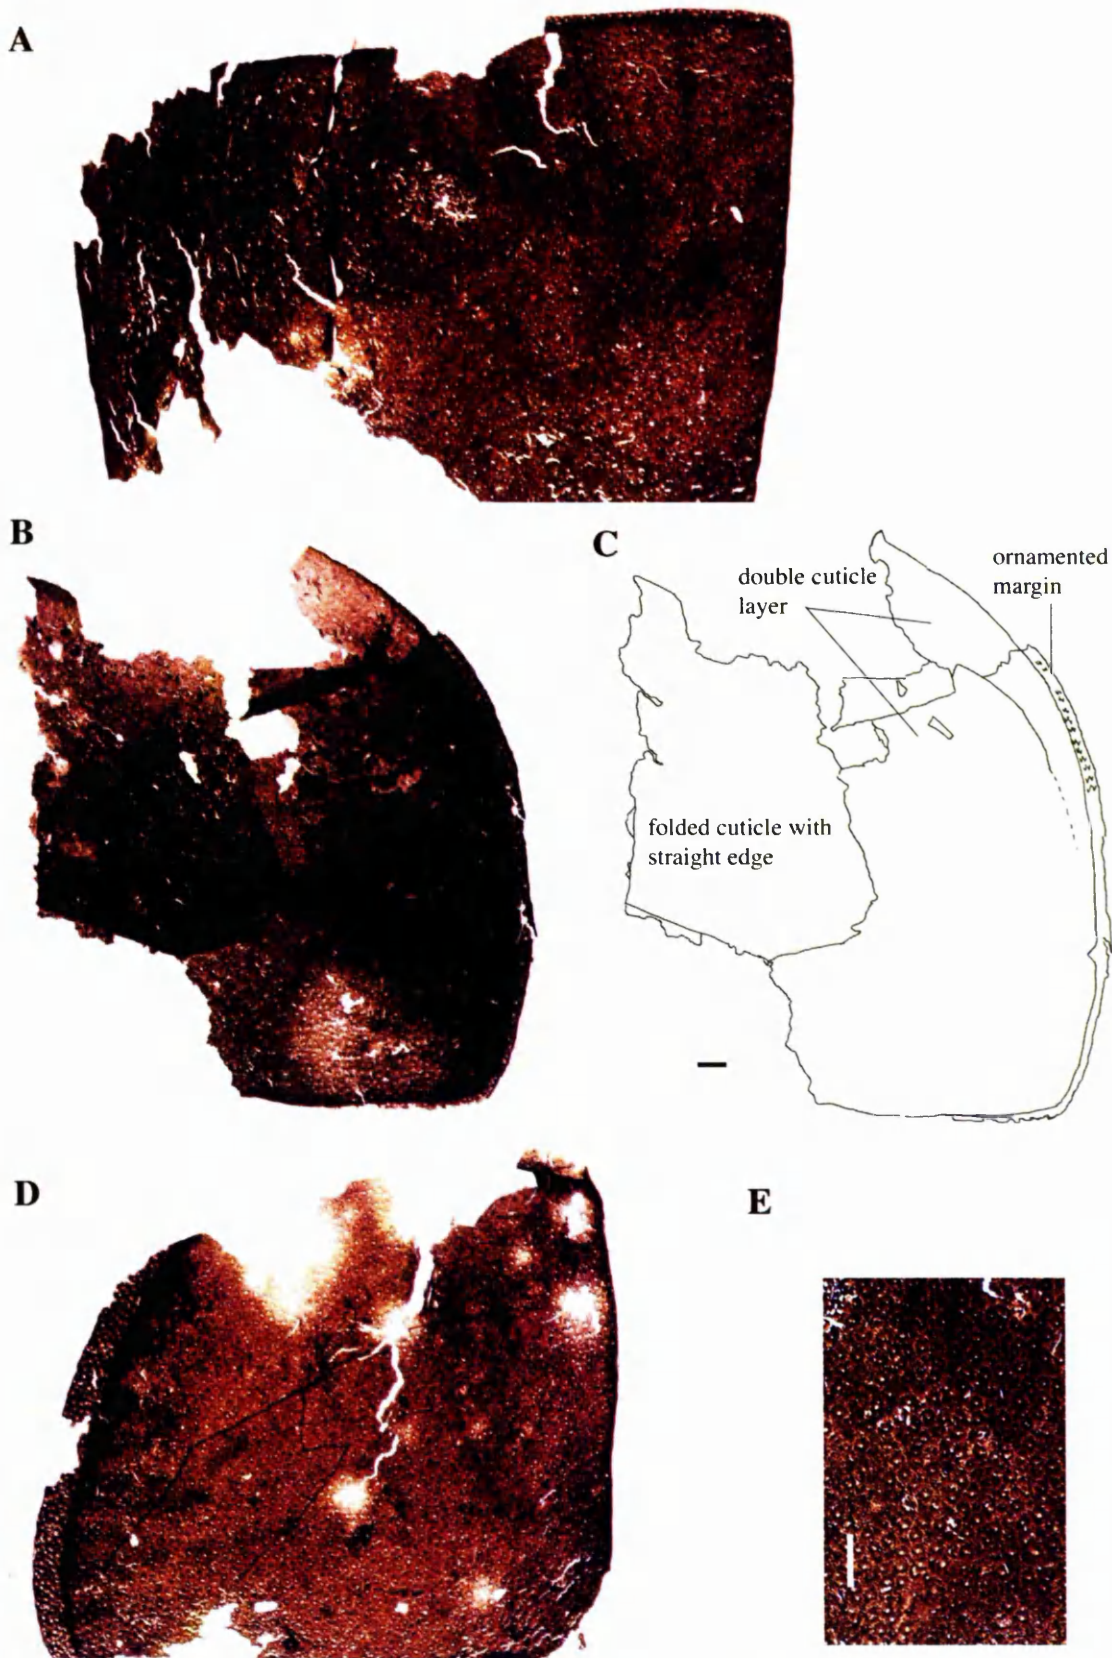 A
B
C
double cuticle
layer
ornamented
margin
folded cuticle with
straight edge
D
E